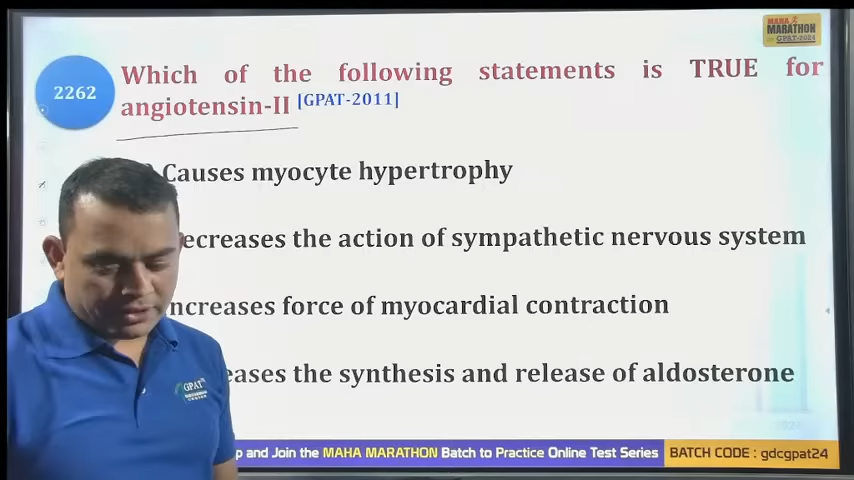 MAHA
MARATHON
GPAT-2024
2262
Which of the following statements is TRUE for
angiotensin-II [GPAT-2011]
Causes myocyte hypertrophy
ecreases the action of sympathetic nervous system
ncreases force of myocardial contraction
eases the synthesis and release of aldosterone
GPAT
p and Join the MAHA MARATHON Batch to Practice Online Test Series
BATCH CODE : gdcgpat24